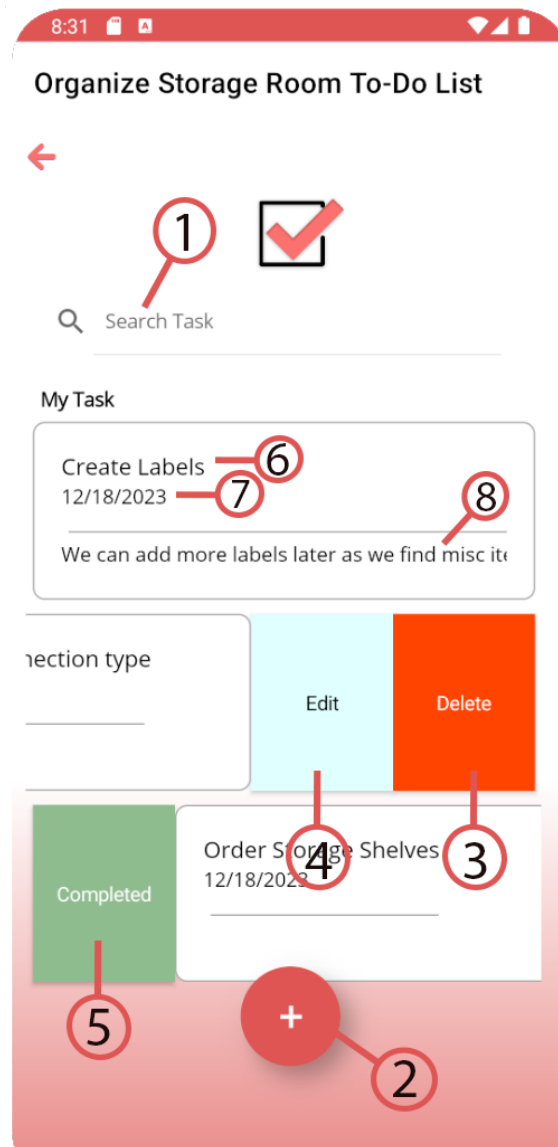 8:31
Organize Storage Room To-Do List
1
Search Task
My Task
Create Labels 6
12/18/2023 7
8
We can add more labels later as we find misc ite
nection type
Edit
Delete
4
3
Order Storage Shelves
12/18/2023
Completed
5
+
2